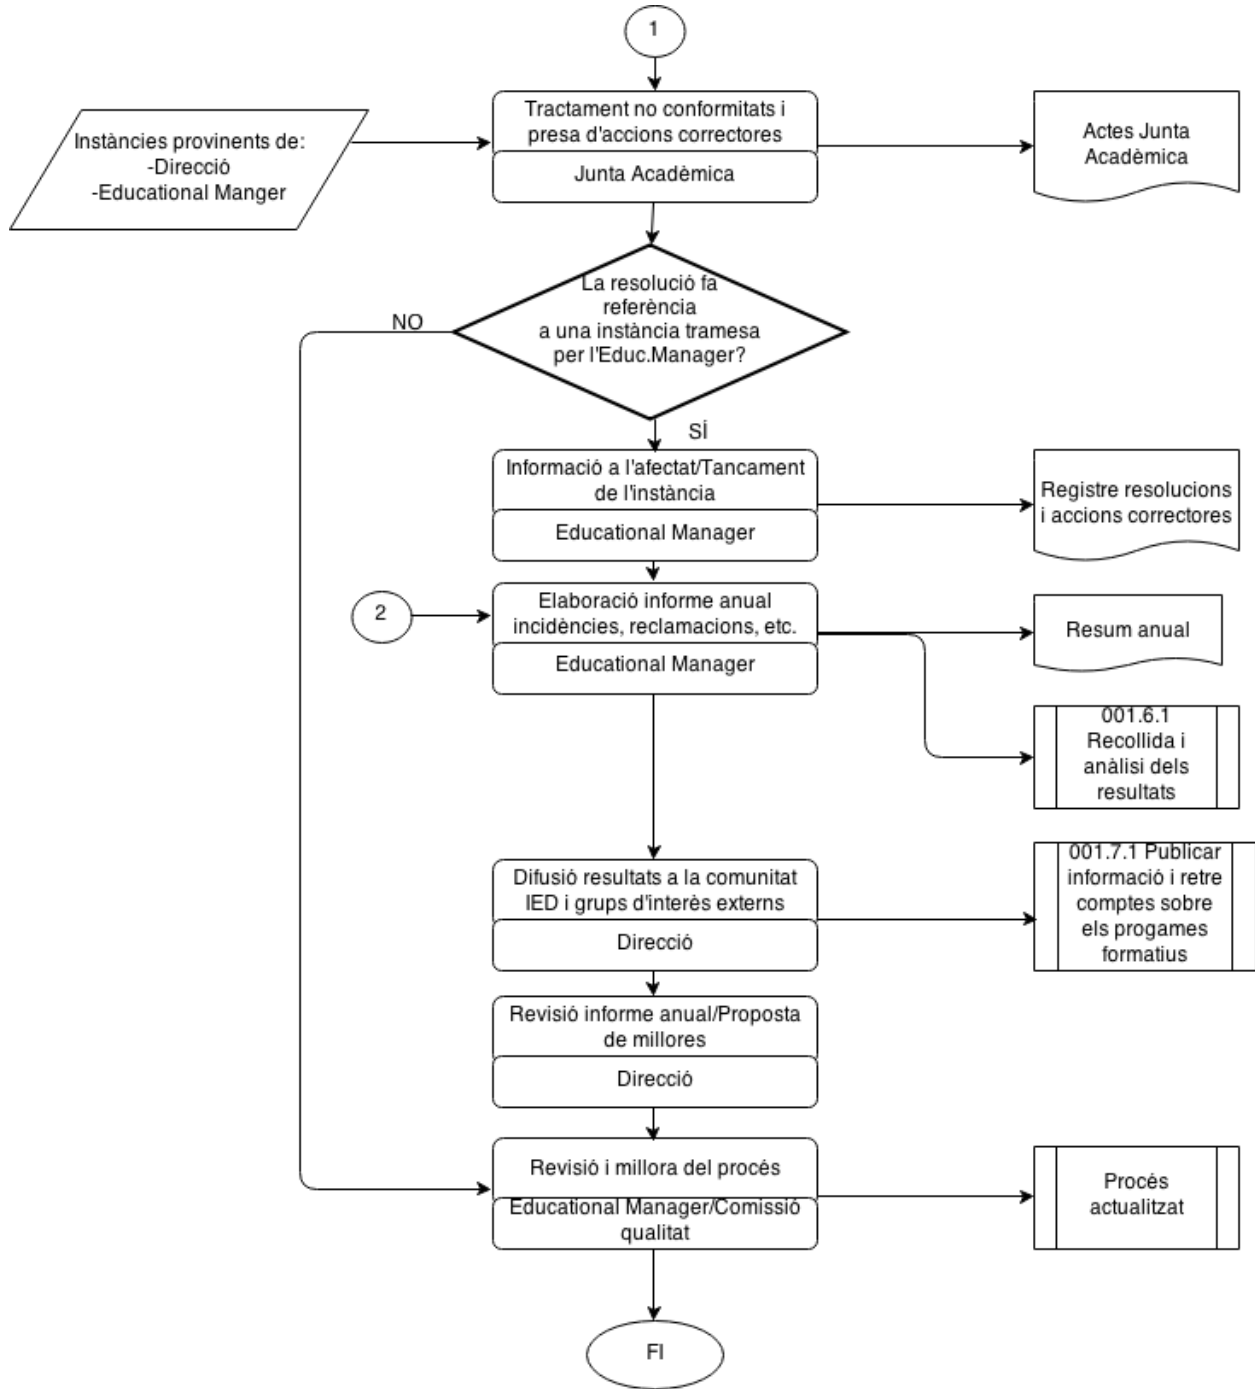 1
Tractament no conformitats i
presa d'accions correctores
Junta Acadèmica
Instàncies provinents de:
-Direcció
-Educational Manger
Actes Junta
Acadèmica
La resolució fa
referència
a una instància tramesa
per l'Educ.Manager?
NO
SÍ
Informació a l'afectat/Tancament
de l'instància
Educational Manager
Registre resolucions
i accions correctores
2
Elaboració informe anual
incidències, reclamacions, etc.
Educational Manager
Resum anual
001.6.1
Recollida i
anàlisi dels
resultats
Difusió resultats a la comunitat
IED i grups d'interès externs
Direcció
001.7.1 Publicar
informació i retre
comptes sobre
els progames
formatius
Revisió informe anual/Proposta
de millores
Direcció
Revisió i millora del procés
Educational Manager/Comissió
qualitat
Procés
actualitzat
FI